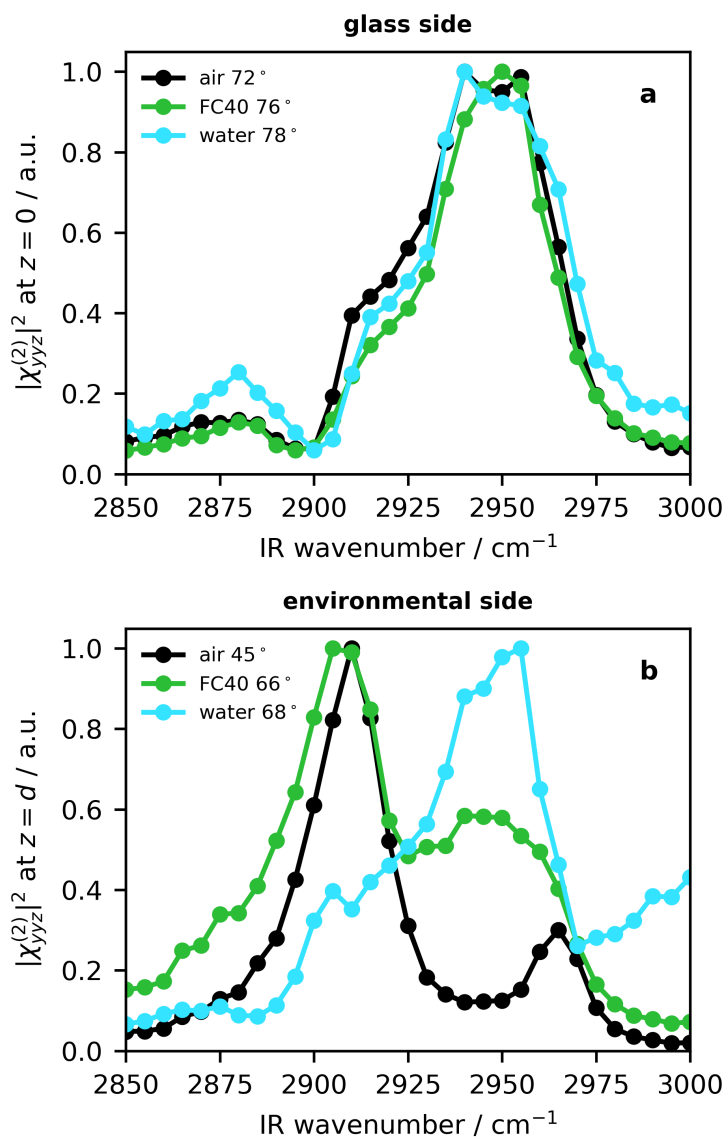 glass side
a
air 72°
FC40 76°
water 78°
|χ(2)yyz|² at z = 0 / a.u.
1.0
0.8
0.6
0.4
0.2
0.0
2850 2875 2900 2925 2950 2975 3000
IR wavenumber / cm⁻¹
environmental side
b
air 45°
FC40 66°
water 68°
|χ(2)yyz|² at z = d / a.u.
1.0
0.8
0.6
0.4
0.2
0.0
2850 2875 2900 2925 2950 2975 3000
IR wavenumber / cm⁻¹